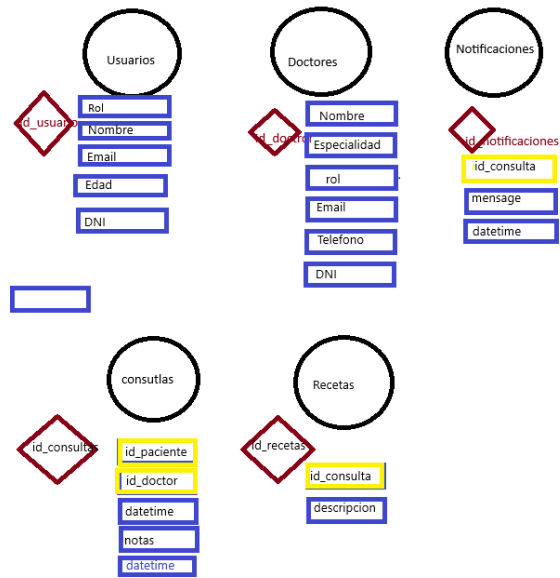 Usuarios
Rol
id_usuario
Nombre
Email
Edad
DNI
Doctores
Nombre
id_doctrol
Especialidad
rol
Email
Telefono
DNI
Notificaciones
id_notificaciones
id_consulta
mensage
datetime
consutlas
id_consultas
id_paciente
id_doctor
datetime
notas
datetime
Recetas
id_recetas
id_consulta
descripcion